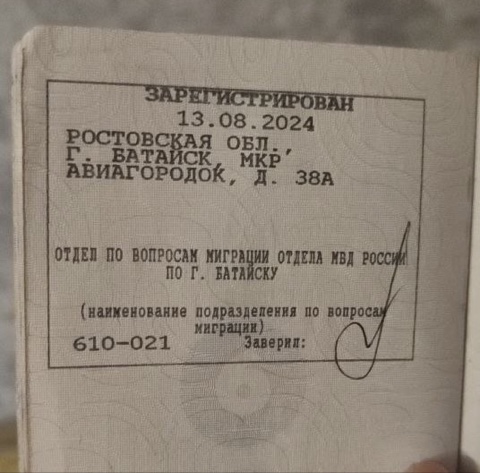 ЗАРЕГИСТРИРОВАН
13.08.2024
РОСТОВСКАЯ ОБЛ.,
Г. БАТАЙСК, МКР
АВИАГОРОДОК, Д. 38А
ОТДЕЛ ПО ВОПРОСАМ МИГРАЦИИ ОТДЕЛА МВД РОССИИ
ПО Г. БАТАЙСКУ
(наименование подразделения по вопросам
миграции)
610-021 Заверил: